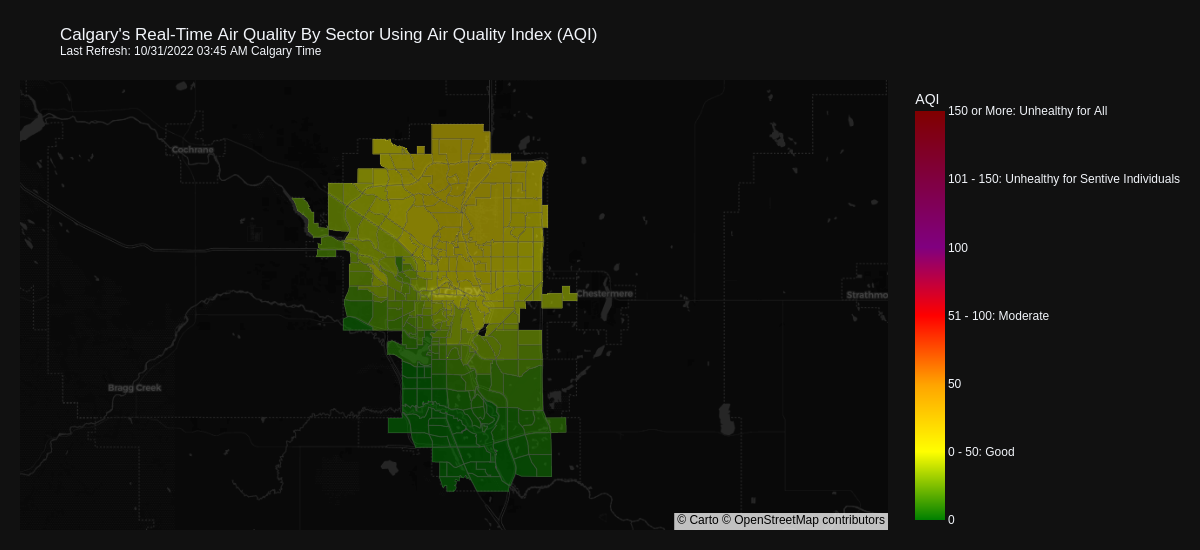 Calgary's Real-Time Air Quality By Sector Using Air Quality Index (AQI)
Last Refresh: 10/31/2022 03:45 AM Calgary Time
AQI
150 or More: Unhealthy for All
101 - 150: Unhealthy for Sentive Individuals
100
51 - 100: Moderate
50
0 - 50: Good
0
Cochrane
Chestermere
Strathmo
Bragg Creek
© Carto © OpenStreetMap contributors